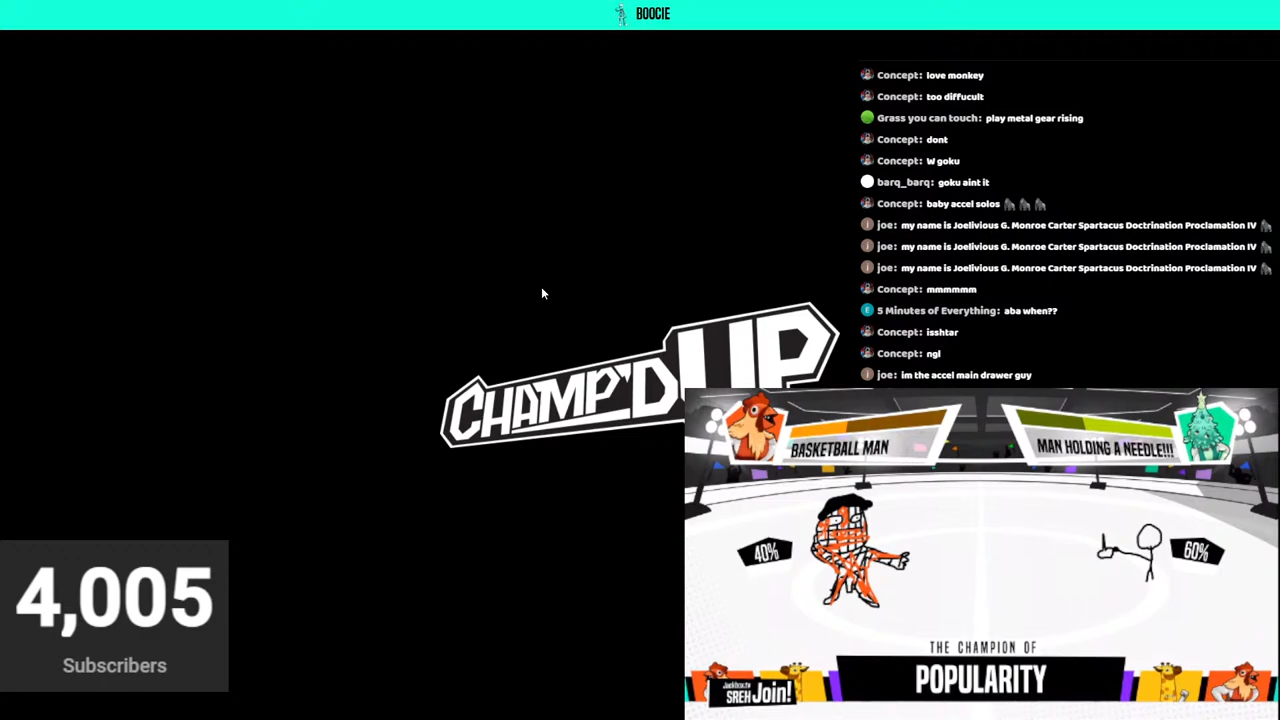 BOOCIE
Concept: love monkey
Concept: too diffucult
Grass you can touch: play metal gear rising
Concept: dont
Concept: W goku
barq_barq: goku aint it
Concept: baby accel solos
joe: my name is Joelivious G. Monroe Carter Spartacus Doctrination Proclamation IV
joe: my name is Joelivious G. Monroe Carter Spartacus Doctrination Proclamation IV
joe: my name is Joelivious G. Monroe Carter Spartacus Doctrination Proclamation IV
Concept: mmmmmm
5 Minutes of Everything: aba when??
Concept: isshtar
Concept: ngl
joe: im the accel main drawer guy
CHAMP'D UP
BASKETBALL MAN
MAN HOLDING A NEEDLE!!!
40%
60%
THE CHAMPION OF
POPULARITY
Jackbox.tv
SREH Join!
4,005
Subscribers